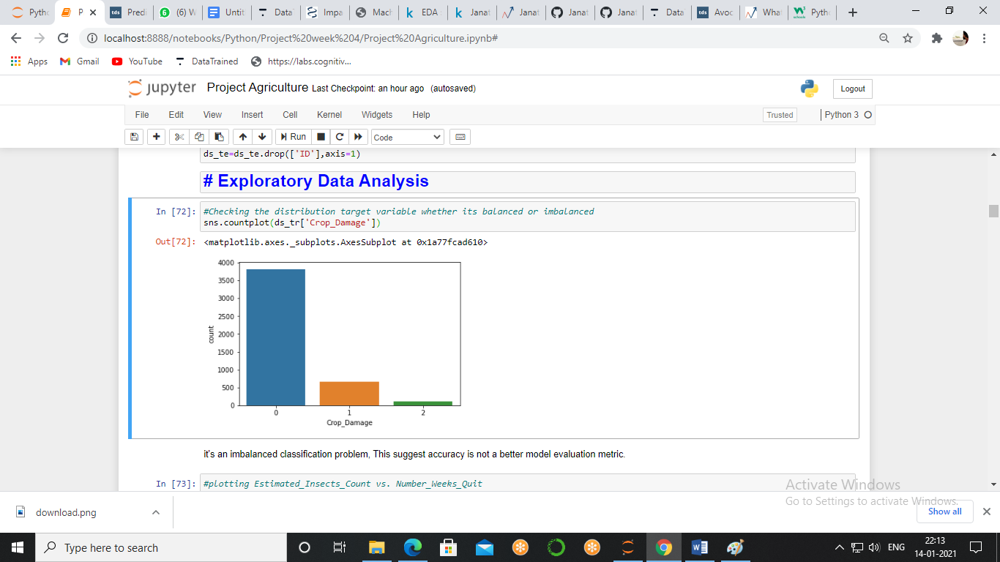 Pytho
P
tds Predi
6 (6) W
Untit
Data
Impa
Mach
k EDA
k Janat
Janat
Janat
Janat
Data
tds Avoc
What
W Pytho
localhost:8888/notebooks/Python/Project%20week%204/Project%20Agriculture.ipynb#
Apps Gmail YouTube DataTrained https://labs.cognitiv...
jupyter Project Agriculture Last Checkpoint: an hour ago (autosaved) Logout
File Edit View Insert Cell Kernel Widgets Help Trusted Python 3
Run Code
ds_te=ds_te.drop(['ID'],axis=1)
# Exploratory Data Analysis
In [72]: #Checking the distribution target variable whether its balanced or imbalanced
sns.countplot(ds_tr['Crop_Damage'])
Out[72]: <matplotlib.axes._subplots.AxesSubplot at 0x1a77fcad610>
4000
3500
3000
2500
2000
1500
1000
500
0
count
0 1 2
Crop_Damage
it's an imbalanced classification problem, This suggest accuracy is not a better model evaluation metric.
In [73]: #plotting Estimated_Insects_Count vs. Number_Weeks_Quit
Activate Windows
Go to Settings to activate Windows.
download.png Show all
Type here to search ENG 22:13
14-01-2021